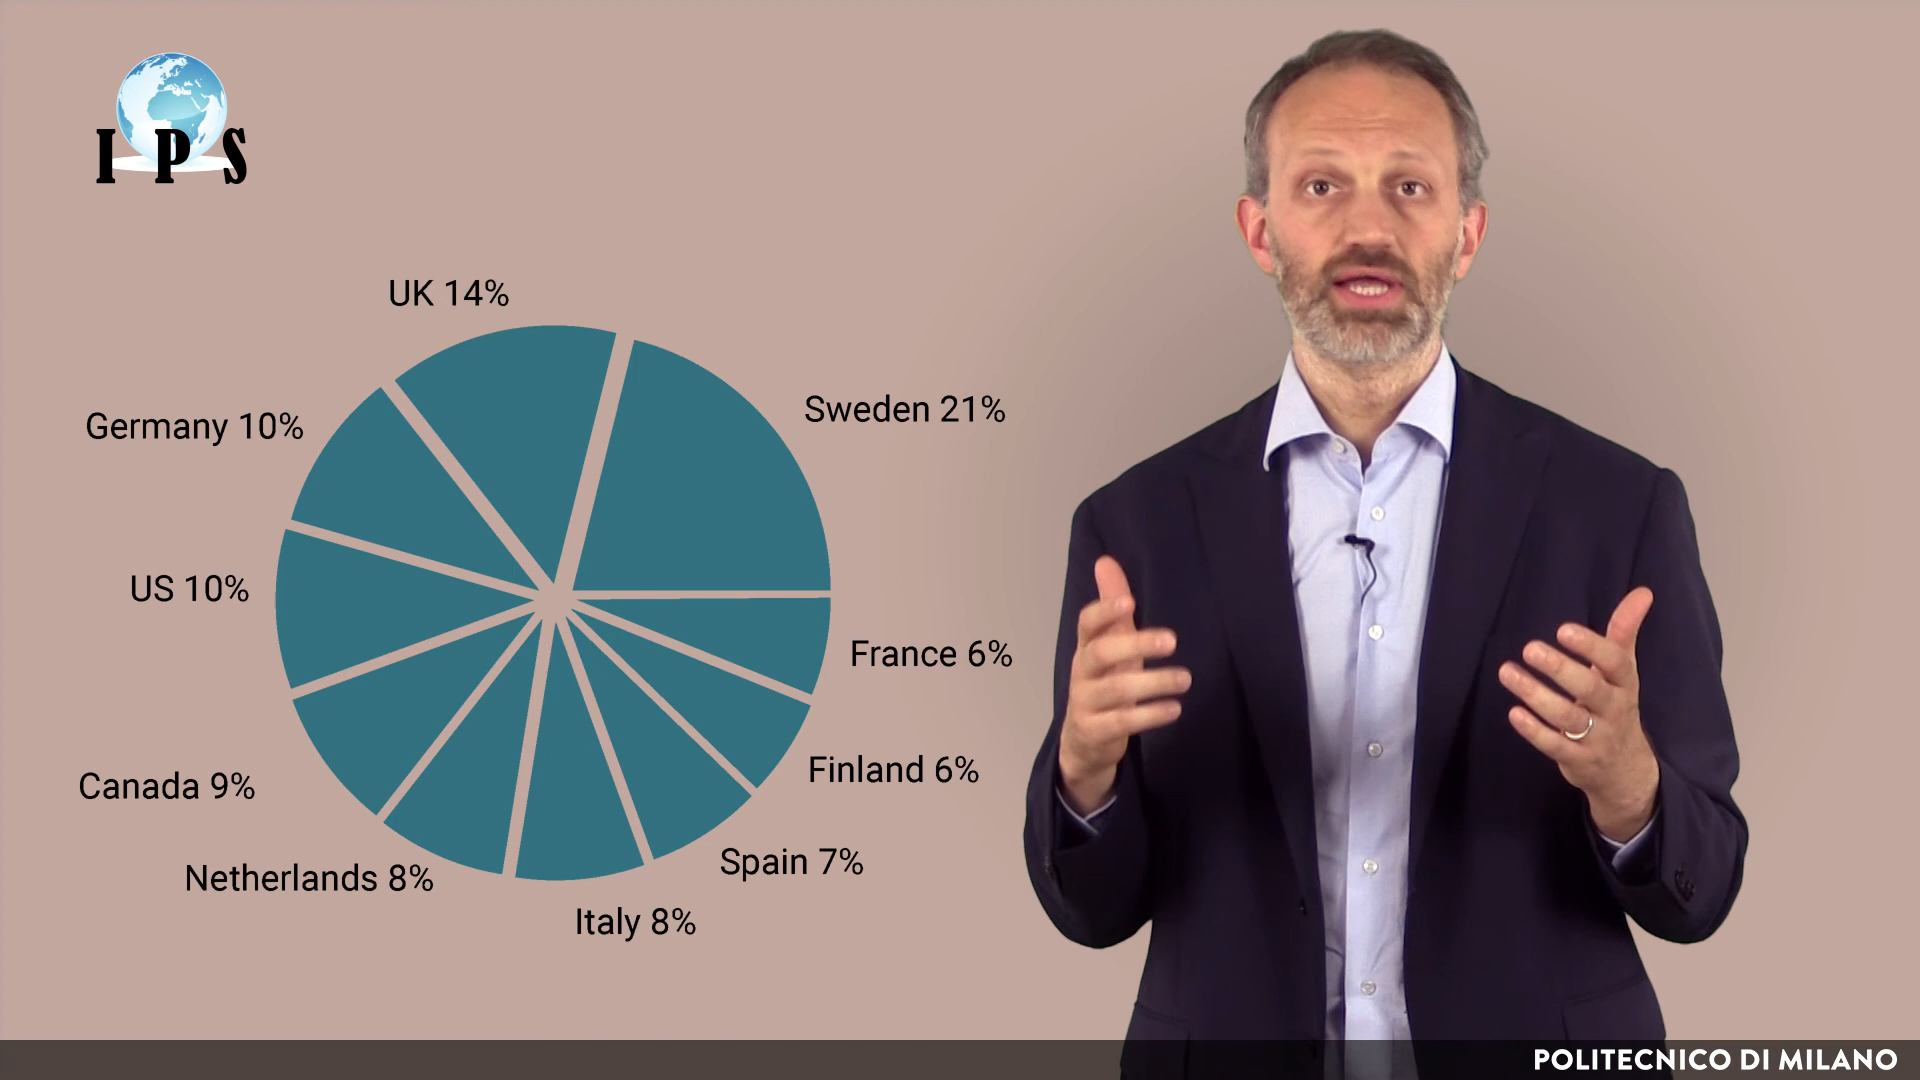 I P S
UK 14%
Sweden 21%
Germany 10%
US 10%
France 6%
Finland 6%
Canada 9%
Spain 7%
Netherlands 8%
Italy 8%
POLITECNICO DI MILANO